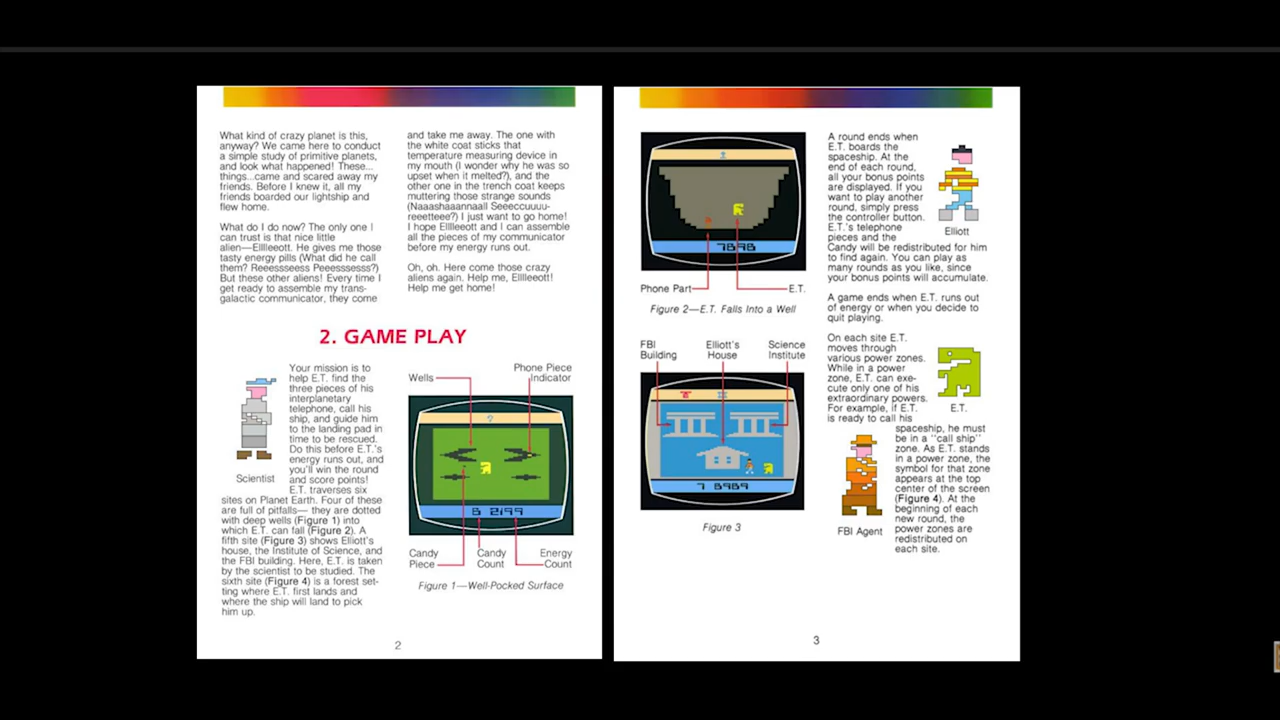 What kind of crazy planet is this,
anyway? We came here to conduct
a simple study of primitive planets,
and look what happened! These...
things...came and scared away my
friends. Before I knew it, all my
friends boarded our lightship and
flew home.
What do I do now? The only one I
can trust is that nice little
alien—Elllleeott. He gives me those
tasty energy pills (What did he call
them? Reeessseess Peeesssesss?)
But these other aliens! Every time I
get ready to assemble my trans-
galactic communicator, they come
and take me away. The one with
the white coat sticks that
temperature measuring device in
my mouth (I wonder why he was so
upset when it melted?), and the
other one in the trench coat keeps
muttering those strange sounds
(Naaashaaannaall Seeeccuuuu-
reeetteee?) I just want to go home!
I hope Elllleeott and I can assemble
all the pieces of my communicator
before my energy runs out.
Oh, oh. Here come those crazy
aliens again. Help me, Elllleeott!
Help me get home!
2. GAME PLAY
Scientist
Your mission is to
help E.T. find the
three pieces of his
interplanetary
telephone, call his
ship, and guide him
to the landing pad in
time to be rescued.
Do this before E.T.'s
energy runs out, and
you'll win the round
and score points!
E.T. traverses six
sites on Planet Earth. Four of these
are full of pitfalls— they are dotted
with deep wells (Figure 1) into
which E.T. can fall (Figure 2). A
fifth site (Figure 3) shows Elliott's
house, the Institute of Science, and
the FBI building. Here, E.T. is taken
by the scientist to be studied. The
sixth site (Figure 4) is a forest set-
ting where E.T. first lands and
where the ship will land to pick
him up.
Wells
Phone Piece
Indicator
8 2199
Candy
Piece
Candy
Count
Energy
Count
Figure 1—Well-Pocked Surface
2
7898
Phone Part
E.T.
Figure 2—E.T. Falls Into a Well
FBI
Building
Elliott's
House
Science
Institute
7 8989
Figure 3
A round ends when
E.T. boards the
spaceship. At the
end of each round,
all your bonus points
are displayed. If you
want to play another
round, simply press
the controller button.
E.T.'s telephone
pieces and the
Candy will be redistributed for him
to find again. You can play as
many rounds as you like, since
your bonus points will accumulate.
Elliott
A game ends when E.T. runs out
of energy or when you decide to
quit playing.
On each site E.T.
moves through
various power zones.
While in a power
zone, E.T. can exe-
cute only one of his
extraordinary powers.
For example, if E.T.
is ready to call his
E.T.
spaceship, he must
be in a "call ship"
zone. As E.T. stands
in a power zone, the
symbol for that zone
appears at the top
center of the screen
(Figure 4). At the
beginning of each
new round, the
power zones are
redistributed on
each site.
FBI Agent
3